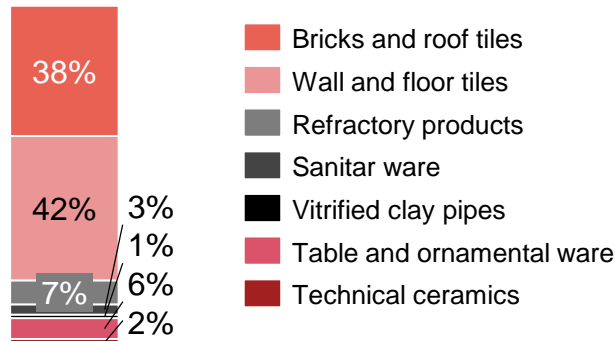 38%
42%
7%
3%
1%
6%
2%
Bricks and roof tiles
Wall and floor tiles
Refractory products
Sanitar ware
Vitrified clay pipes
Table and ornamental ware
Technical ceramics